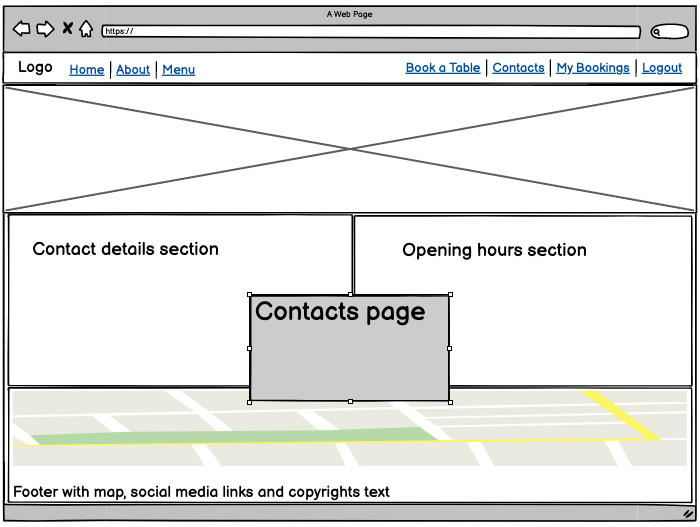 A Web Page
https://
Logo Home About Menu Book a Table Contacts My Bookings Logout
Contact details section
Opening hours section
Contacts page
Footer with map, social media links and copyrights text